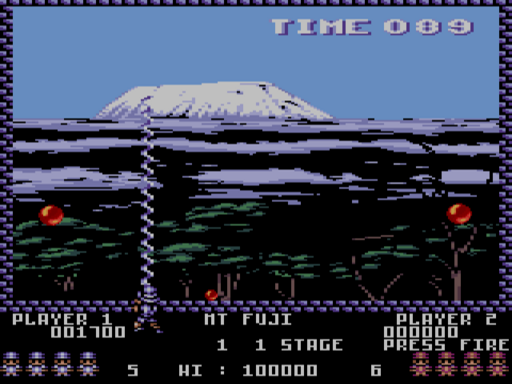 TIME 089
PLAYER 1 MT FUJI PLAYER 2
001700 000000
1 1 STAGE PRESS FIRE
5 HI : 100000 6